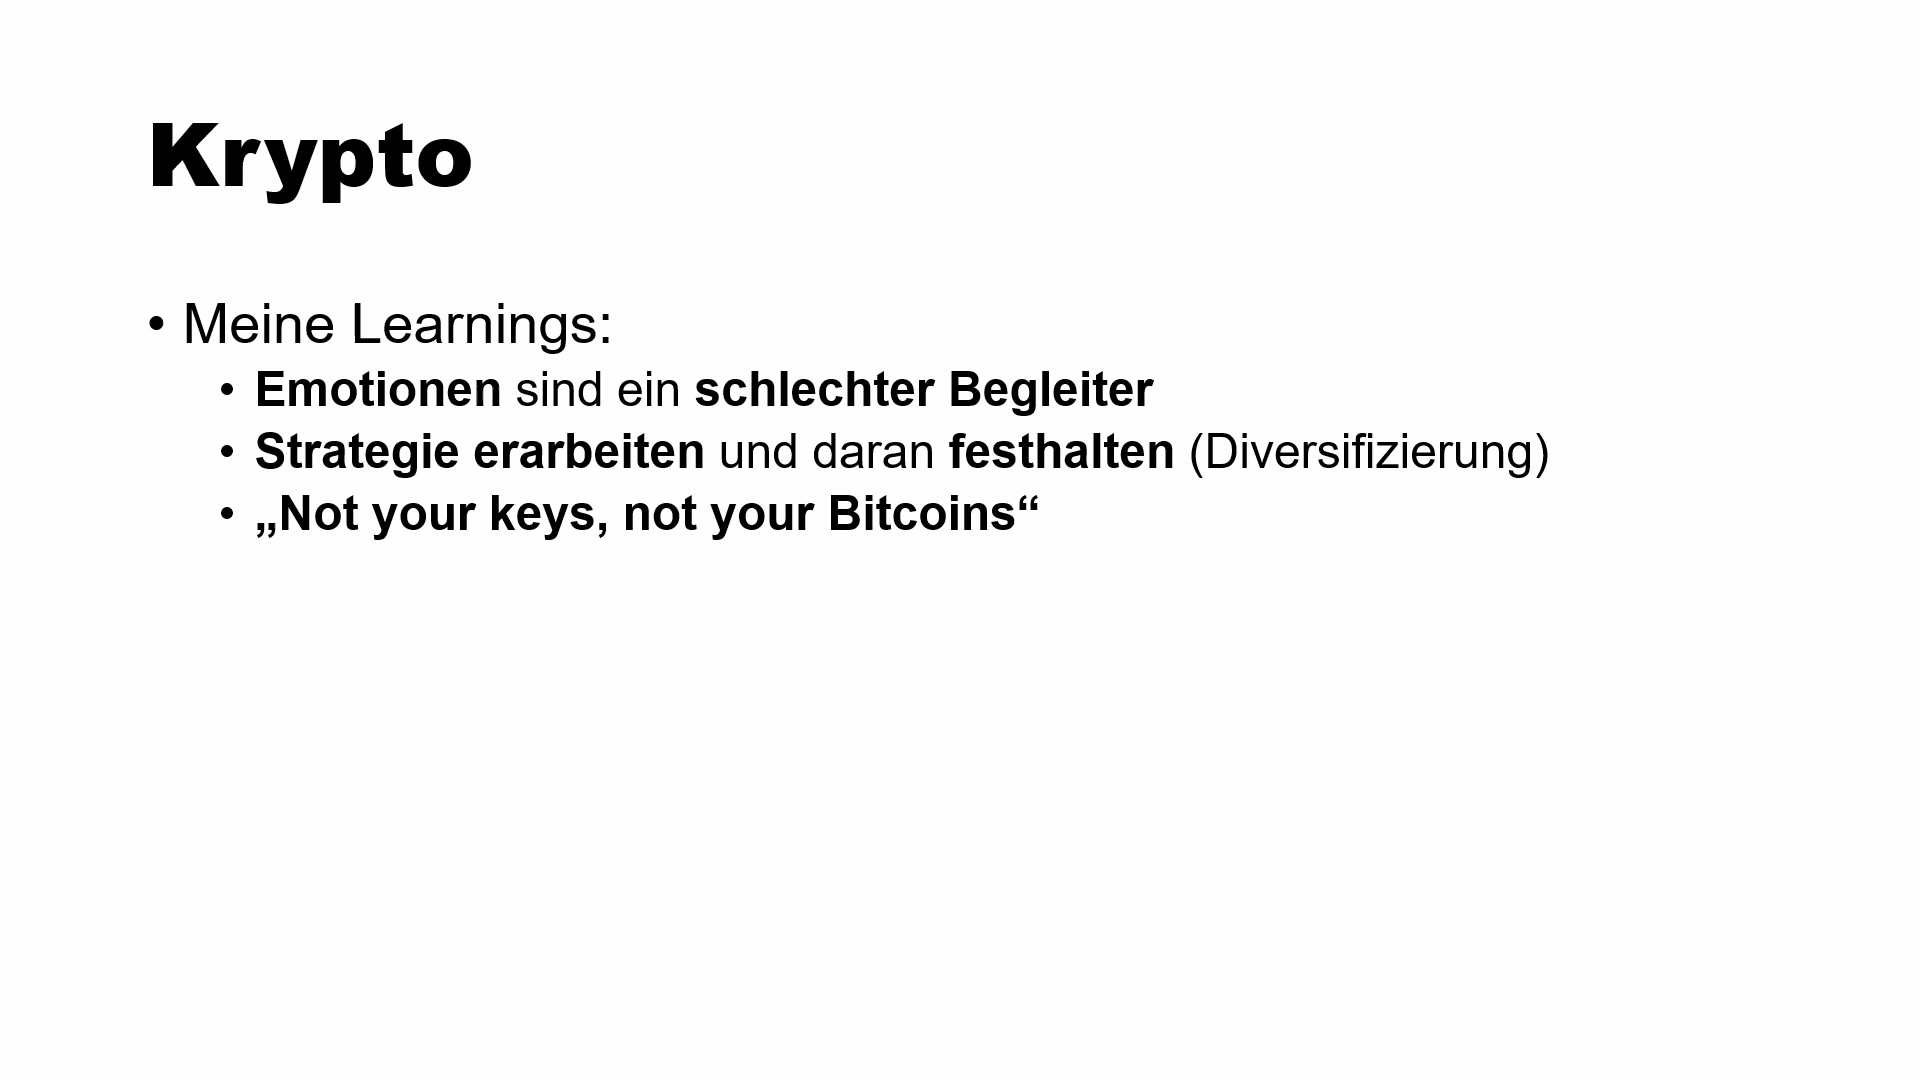 Krypto
• Meine Learnings:
• Emotionen sind ein schlechter Begleiter
• Strategie erarbeiten und daran festhalten (Diversifizierung)
• „Not your keys, not your Bitcoins“